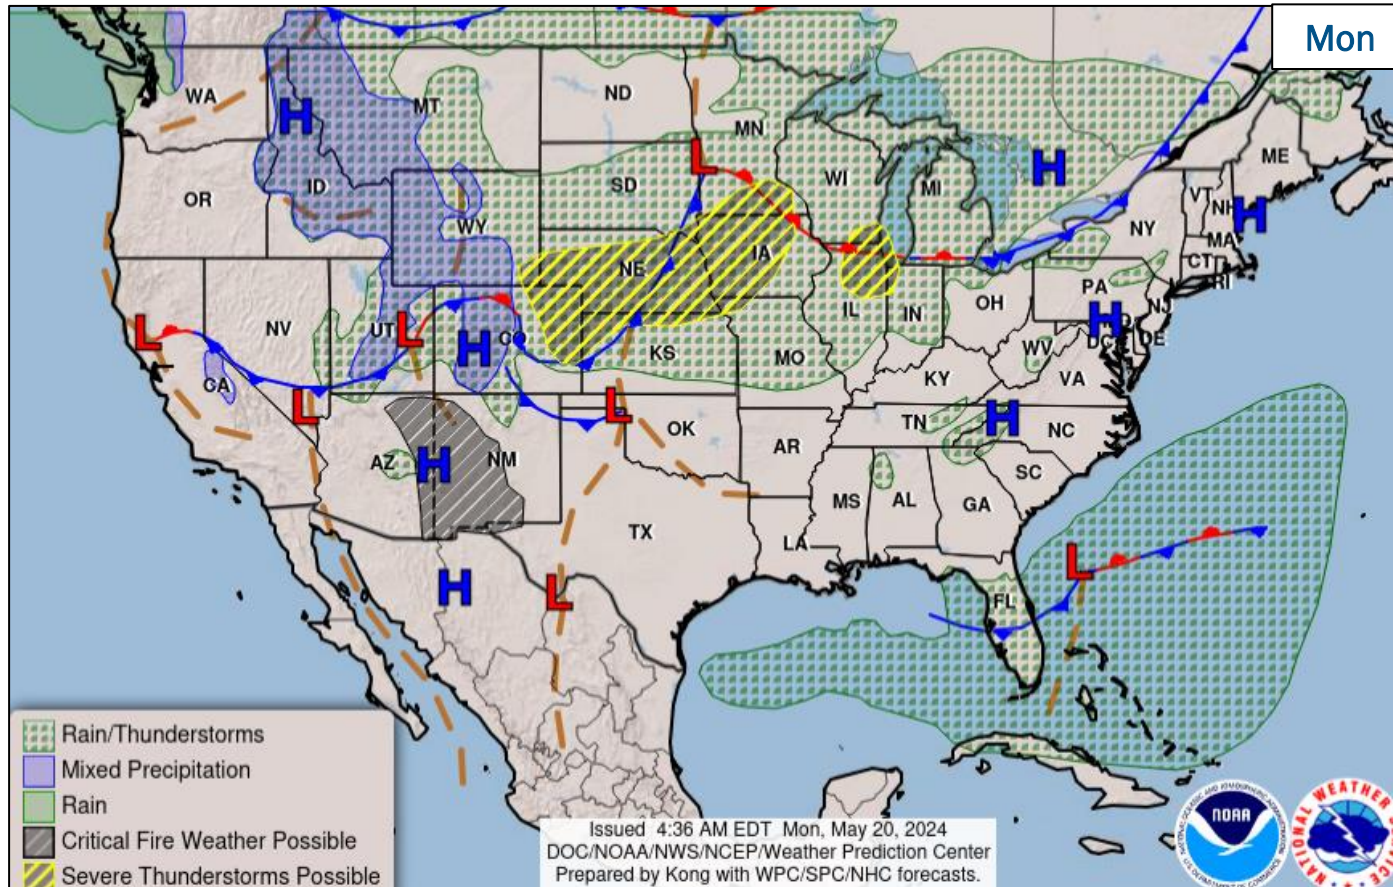 Mon
WA
MT
ND
MN
ME
OR
ID
SD
WI
MI
VT
NH
WY
NY
MA
CT
RI
NE
IA
PA
NV
UT
CO
IL
IN
OH
NJ
DE
DC
CA
KS
MO
WV
KY
VA
AZ
NM
OK
AR
TN
NC
SC
TX
LA
MS
AL
GA
FL
H
H
H
L
L
L
H
H
L
L
H
H
H
L
L
Rain/Thunderstorms
Mixed Precipitation
Rain
Critical Fire Weather Possible
Severe Thunderstorms Possible
Issued 4:36 AM EDT Mon, May 20, 2024
DOC/NOAA/NWS/NCEP/Weather Prediction Center
Prepared by Kong with WPC/SPC/NHC forecasts.
NOAA